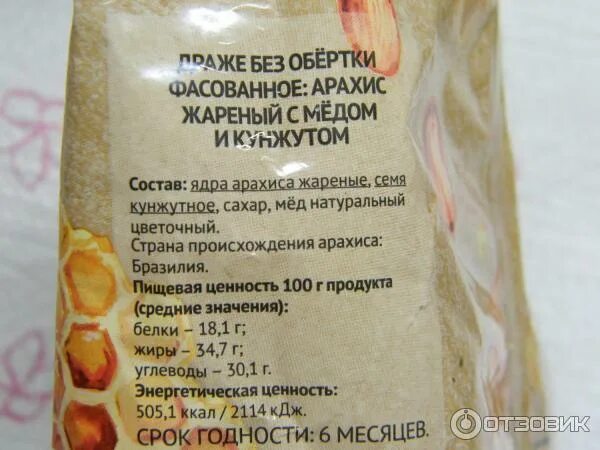 ДРАЖЕ БЕЗ ОБЁРТКИ
ФАСОВАННОЕ: АРАХИС
ЖАРЕНЫЙ С МЁДОМ
И КУНЖУТОМ
Состав: ядра арахиса жареные, семя
кунжутное, сахар, мёд натуральный
цветочный.
Страна происхождения арахиса:
Бразилия.
Пищевая ценность 100 г продукта
(средние значения):
белки – 18,1 г;
жиры – 34,7 г;
углеводы – 30,1 г.
Энергетическая ценность:
505,1 ккал / 2114 кДж.
СРОК ГОДНОСТИ: 6 МЕСЯЦЕВ.
ОТЗОВИК